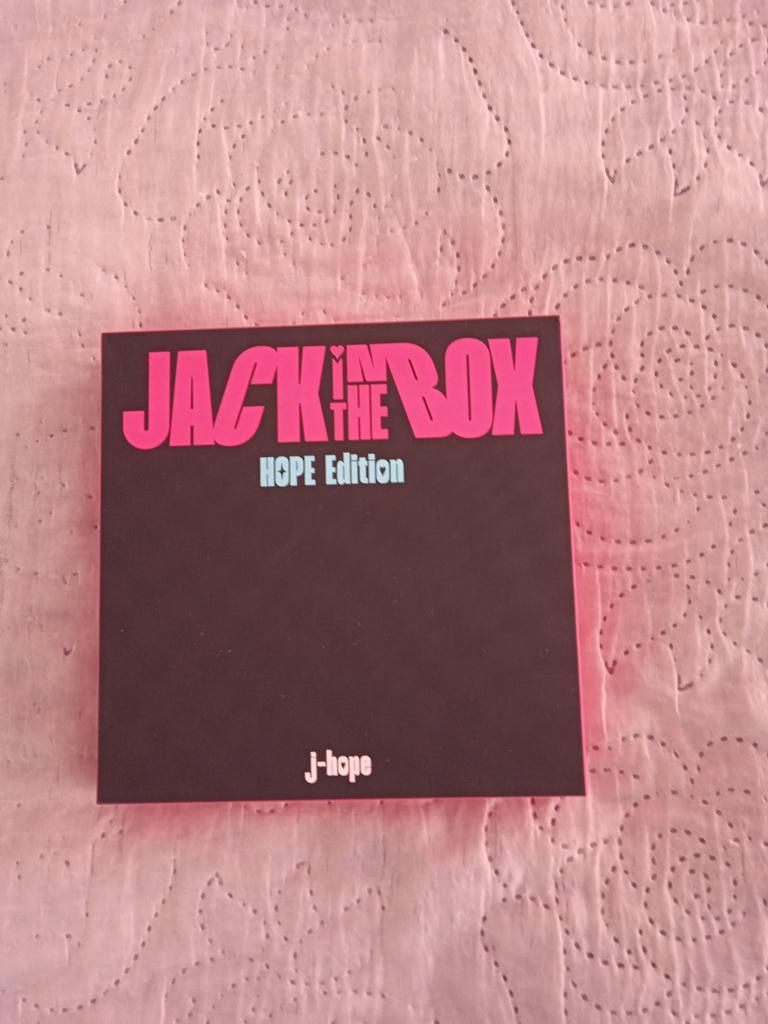 JACK iN THE BOX
HOPE Edition
j-hope